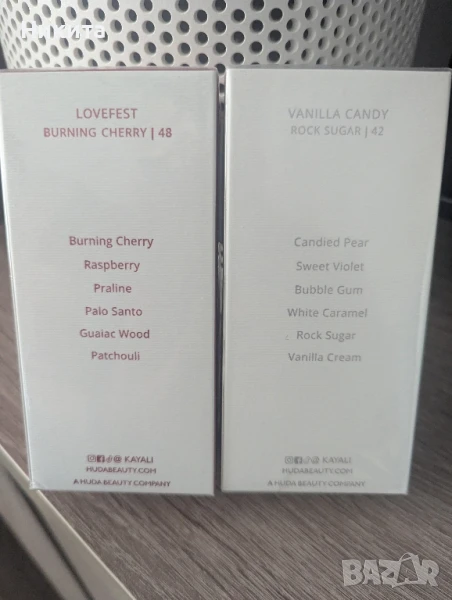 никита
LOVEFEST
BURNING CHERRY | 48
Burning Cherry
Raspberry
Praline
Palo Santo
Guaiac Wood
Patchouli
KAYALI
HUDABEAUTY.COM
A HUDA BEAUTY COMPANY
VANILLA CANDY
ROCK SUGAR | 42
Candied Pear
Sweet Violet
Bubble Gum
White Caramel
Rock Sugar
Vanilla Cream
KAYALI
HUDABEAUTY.COM
A HUDA BEAUTY COMPANY
BAZAR